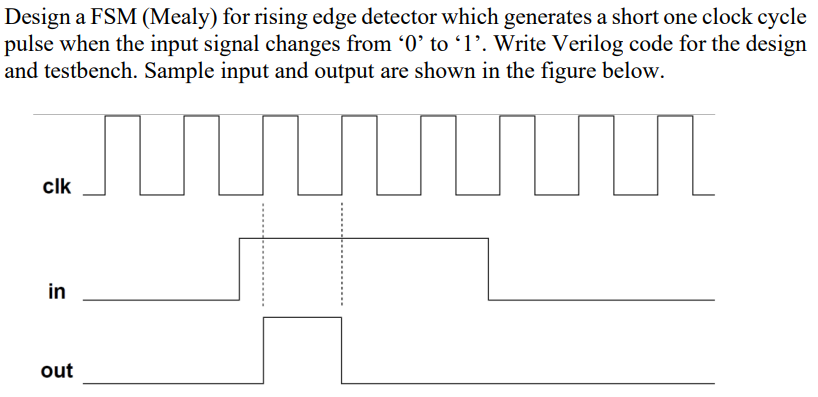 Design a FSM (Mealy) for rising edge detector which generates a short one clock cycle
pulse when the input signal changes from ‘0’ to ‘1’. Write Verilog code for the design
and testbench. Sample input and output are shown in the figure below.
clk
in
out